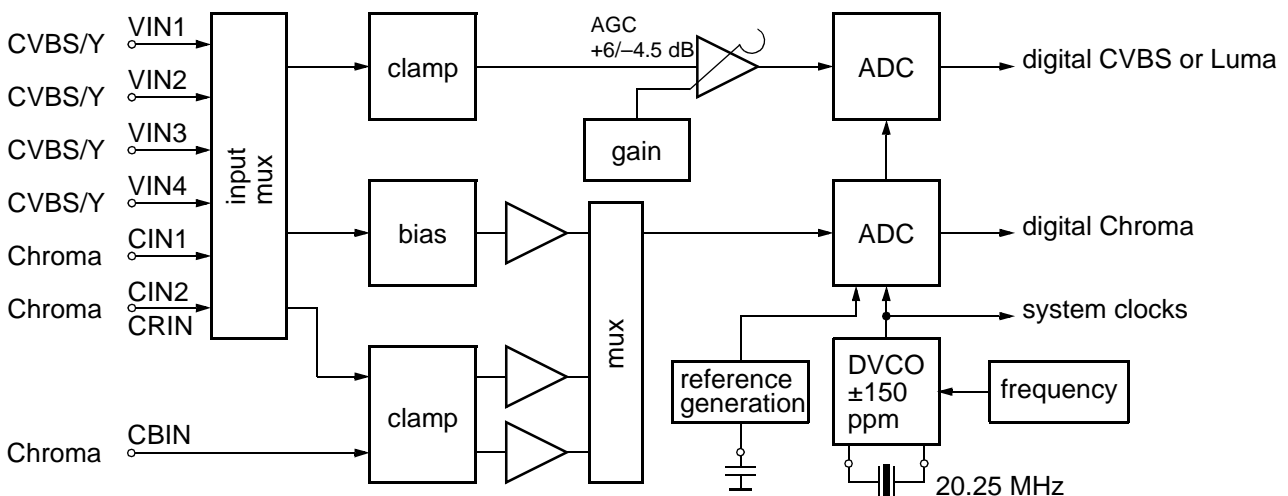 CVBS/Y VIN1
CVBS/Y VIN2
CVBS/Y VIN3
CVBS/Y VIN4
Chroma CIN1
Chroma CIN2
CRIN
Chroma CBIN
input
mux
clamp
AGC
+6/–4.5 dB
gain
ADC
digital CVBS or Luma
bias
mux
ADC
digital Chroma
system clocks
clamp
reference
generation
DVCO
±150
ppm
frequency
20.25 MHz